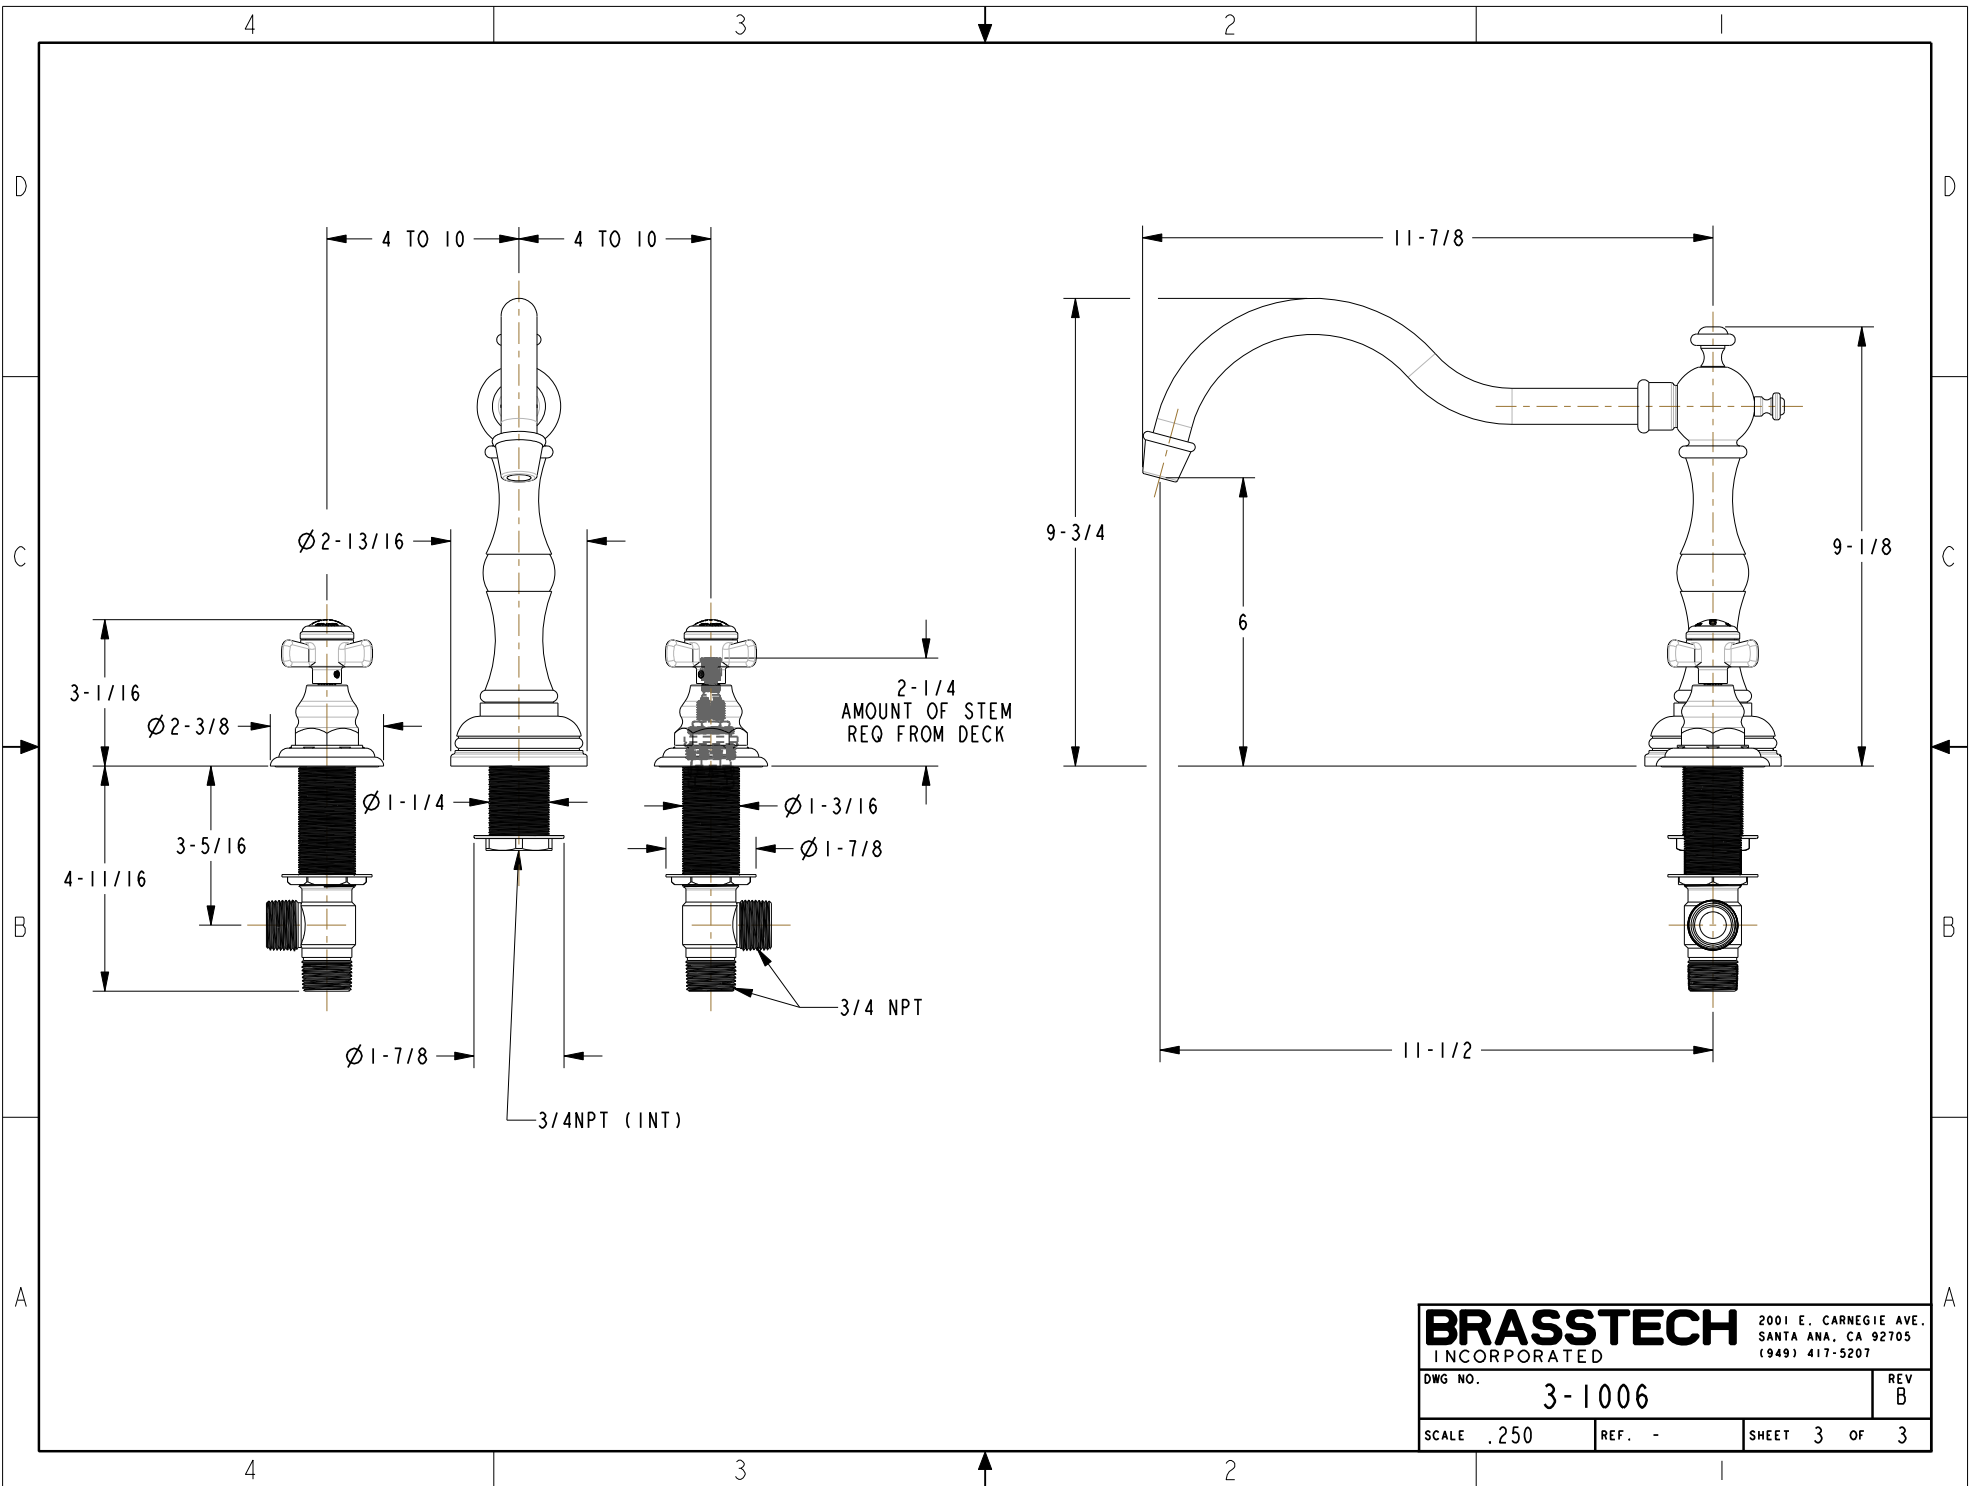 4 3 2 1
D D
4 TO 10 4 TO 10
11-7/8
Ø2-13/16
9-3/4
9-1/8
C C
6
3-1/16
Ø2-3/8
2-1/4
AMOUNT OF STEM
REQ FROM DECK
Ø1-1/4
Ø1-3/16
3-5/16
Ø1-7/8
4-11/16
B B
3/4 NPT
Ø1-7/8
11-1/2
3/4NPT (INT)
A A
BRASSTECH
INCORPORATED
2001 E. CARNEGIE AVE.
SANTA ANA, CA 92705
(949) 417-5207
DWG NO.
3-1006
REV
B
SCALE .250
REF. -
SHEET 3 OF 3
4 3 2 1